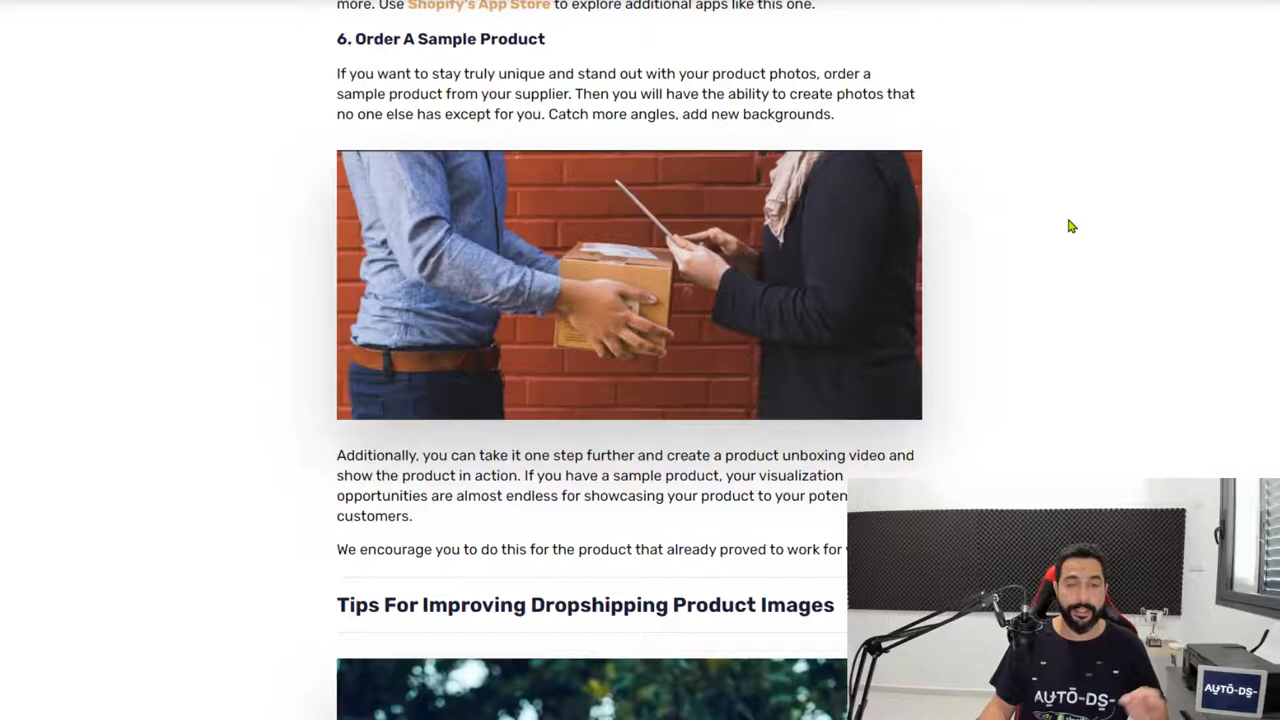 more. Use Shopify's App Store to explore additional apps like this one.
6. Order A Sample Product
If you want to stay truly unique and stand out with your product photos, order a
sample product from your supplier. Then you will have the ability to create photos that
no one else has except for you. Catch more angles, add new backgrounds.
Additionally, you can take it one step further and create a product unboxing video and
show the product in action. If you have a sample product, your visualization
opportunities are almost endless for showcasing your product to your poten
customers.
We encourage you to do this for the product that already proved to work for
Tips For Improving Dropshipping Product Images
AUTO-DS-
AUTO-DS-